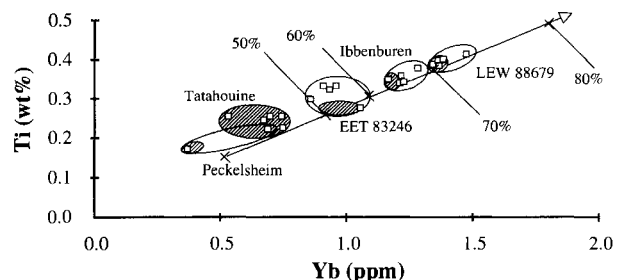 Ti (wt%)
0.5
0.4
0.3
0.2
0.1
0.0
50%
60%
Ibbenburen
LEW 88679
80%
70%
Tatahouine
EET 83246
Peckelsheim
0.0
0.5
1.0
1.5
2.0
Yb (ppm)